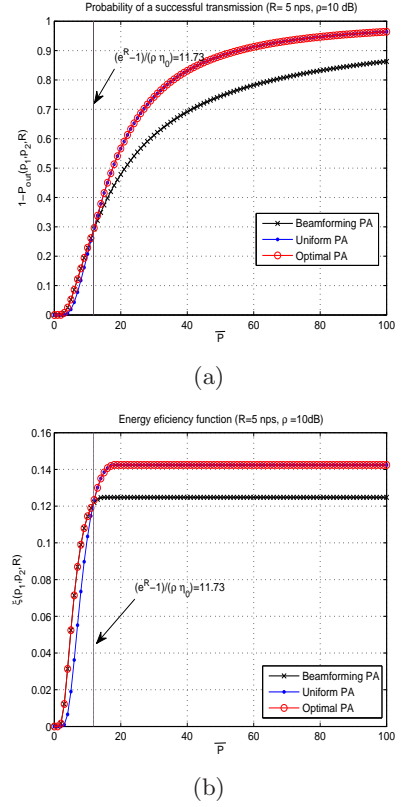 Probability of a successful transmission (R= 5 nps, ρ=10 dB)
1
0.9
0.8
0.7
0.6
0.5
0.4
0.3
0.2
0.1
0
1-P_out(p_1,p_2,R)
(e^R-1)/(ρ η_0)=11.73
Beamforming PA
Uniform PA
Optimal PA
0 20 40 60 80 100
P̅
(a)
Energy eficiency function (R=5 nps, ρ =10dB)
0.16
0.14
0.12
0.1
0.08
0.06
0.04
0.02
0
ξ(p_1,p_2,R)
(e^R-1)/(ρ η_0)=11.73
Beamforming PA
Uniform PA
Optimal PA
0 20 40 60 80 100
P̅
(b)